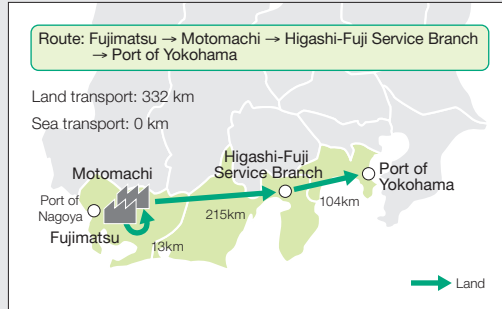 Route: Fujimatsu → Motomachi → Higashi-Fuji Service Branch
→ Port of Yokohama
Land transport: 332 km
Sea transport: 0 km
Higashi-Fuji
Service Branch
Port of
Yokohama
Motomachi
Port of
Nagoya
Fujimatsu
13km
215km
104km
Land